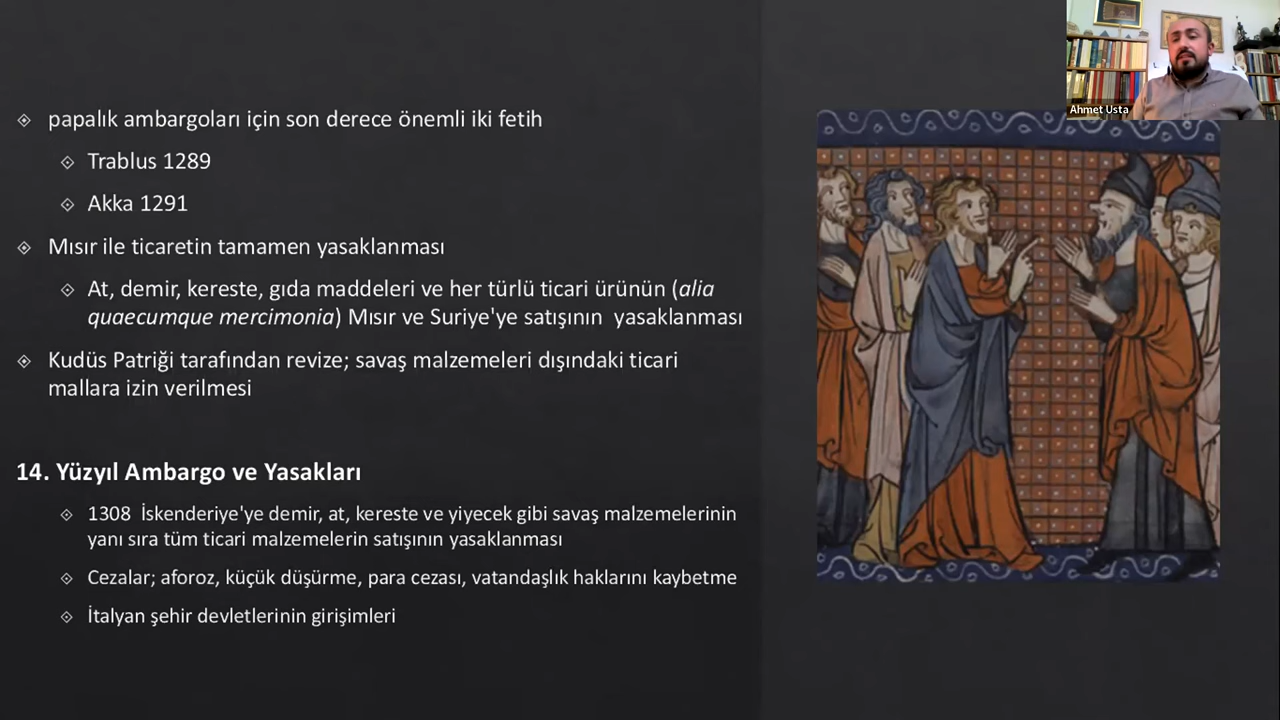 papalık ambargoları için son derece önemli iki fetih
Trablus 1289
Akka 1291
Mısır ile ticaretin tamamen yasaklanması
At, demir, kereste, gıda maddeleri ve her türlü ticari ürünün (alia
quaecumque mercimonia) Mısır ve Suriye'ye satışının yasaklanması
Kudüs Patriği tarafından revize; savaş malzemeleri dışındaki ticari
mallara izin verilmesi
14. Yüzyıl Ambargo ve Yasakları
1308 İskenderiye'ye demir, at, kereste ve yiyecek gibi savaş malzemelerinin
yanı sıra tüm ticari malzemelerin satışının yasaklanması
Cezalar; aforoz, küçük düşürme, para cezası, vatandaşlık haklarını kaybetme
İtalyan şehir devletlerinin girişimleri
Ahmet Usta